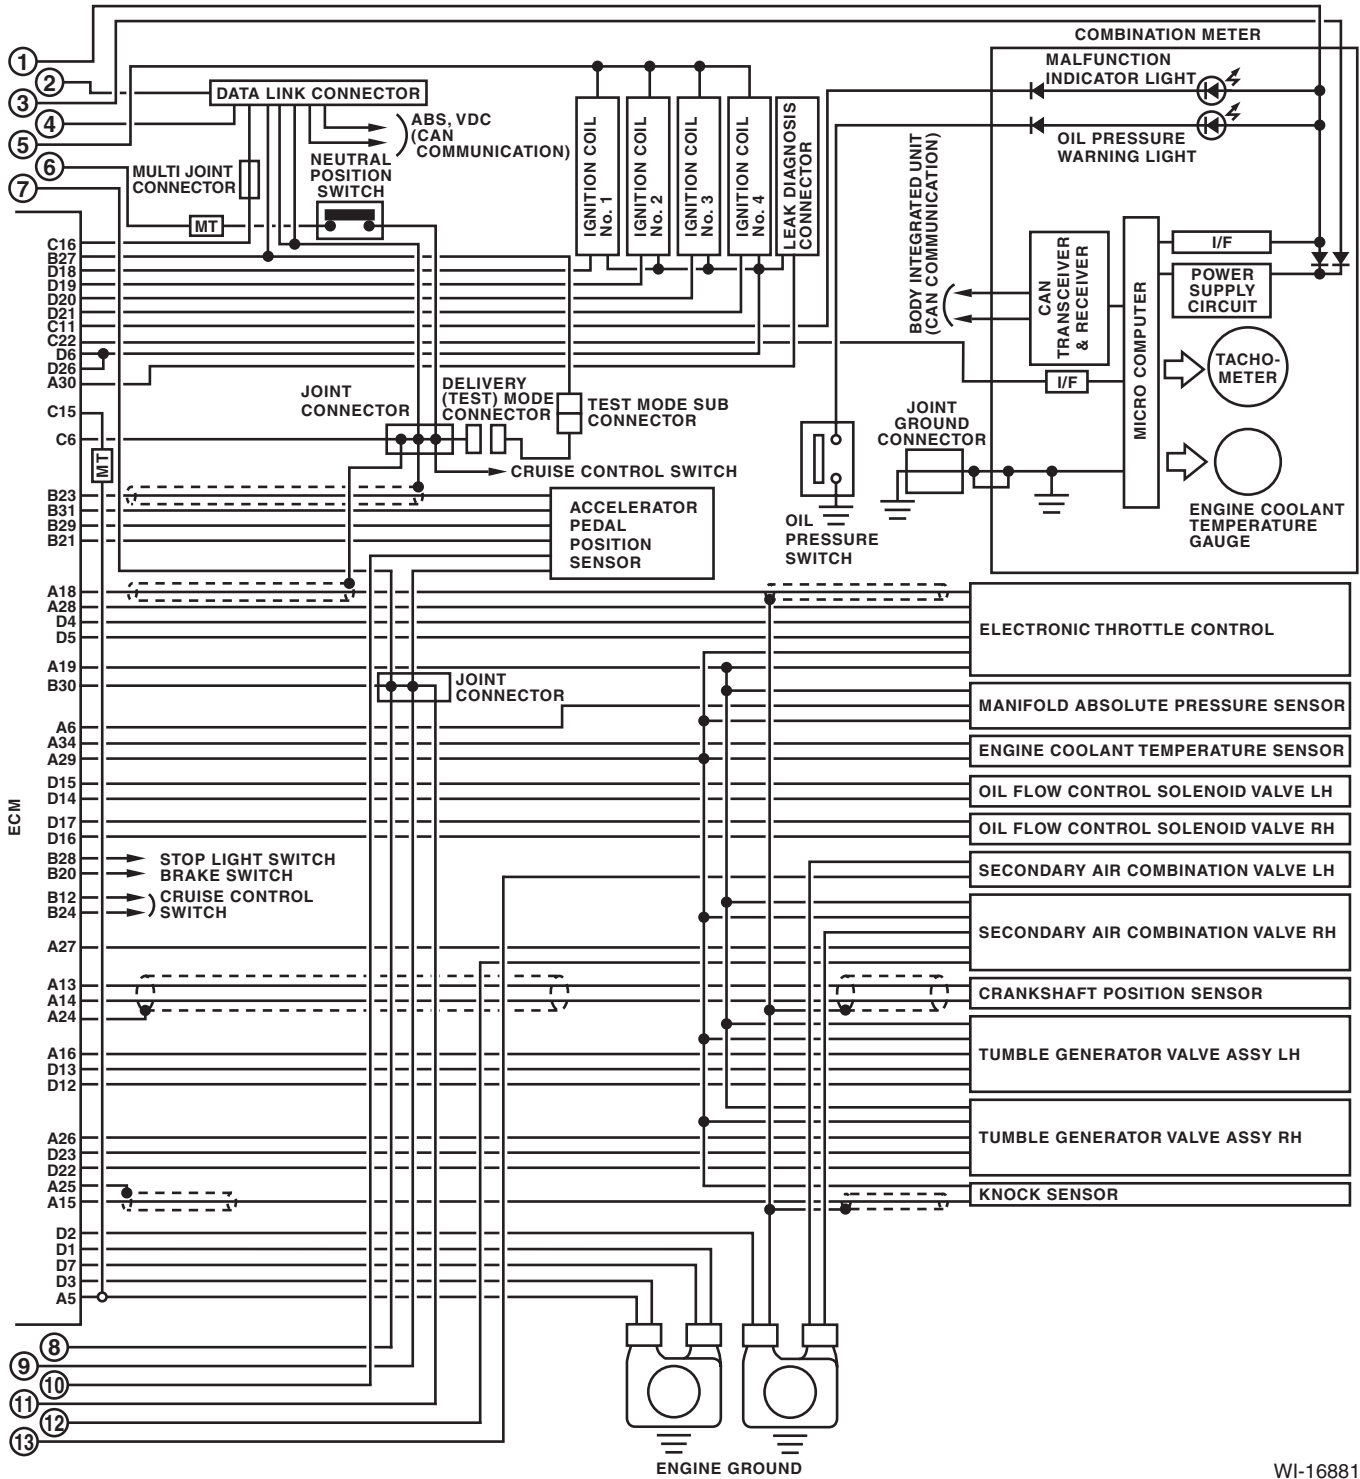 COMBINATION METER
1
2
3
4
5
6
7
DATA LINK CONNECTOR
ABS, VDC
(CAN
COMMUNICATION)
MULTI JOINT
CONNECTOR
NEUTRAL
POSITION
SWITCH
MT
IGNITION COIL
No. 1
IGNITION COIL
No. 2
IGNITION COIL
No. 3
IGNITION COIL
No. 4
LEAK DIAGNOSIS
CONNECTOR
MALFUNCTION
INDICATOR LIGHT
OIL PRESSURE
WARNING LIGHT
BODY INTEGRATED UNIT
(CAN COMMUNICATION)
CAN
TRANSCEIVER
& RECEIVER
MICRO COMPUTER
I/F
POWER
SUPPLY
CIRCUIT
I/F
TACHO-
METER
ENGINE COOLANT
TEMPERATURE
GAUGE
JOINT
GROUND
CONNECTOR
OIL
PRESSURE
SWITCH
C16
B27
D18
D19
D20
D21
C11
C22
D6
D26
A30
C15
C6
MT
JOINT
CONNECTOR
DELIVERY
(TEST) MODE
CONNECTOR
TEST MODE SUB
CONNECTOR
CRUISE CONTROL SWITCH
B23
B31
B29
B21
ACCELERATOR
PEDAL
POSITION
SENSOR
A18
A28
D4
D5
ELECTRONIC THROTTLE CONTROL
A19
B30
JOINT
CONNECTOR
MANIFOLD ABSOLUTE PRESSURE SENSOR
A6
A34
A29
ENGINE COOLANT TEMPERATURE SENSOR
D15
D14
OIL FLOW CONTROL SOLENOID VALVE LH
ECM
D17
D16
OIL FLOW CONTROL SOLENOID VALVE RH
B28
B20
STOP LIGHT SWITCH
BRAKE SWITCH
SECONDARY AIR COMBINATION VALVE LH
B12
B24
CRUISE CONTROL
SWITCH
SECONDARY AIR COMBINATION VALVE RH
A27
A13
A14
A24
CRANKSHAFT POSITION SENSOR
A16
D13
D12
TUMBLE GENERATOR VALVE ASSY LH
A26
D23
D22
TUMBLE GENERATOR VALVE ASSY RH
A25
A15
KNOCK SENSOR
D2
D1
D7
D3
A5
8
9
10
11
12
13
ENGINE GROUND
WI-16881